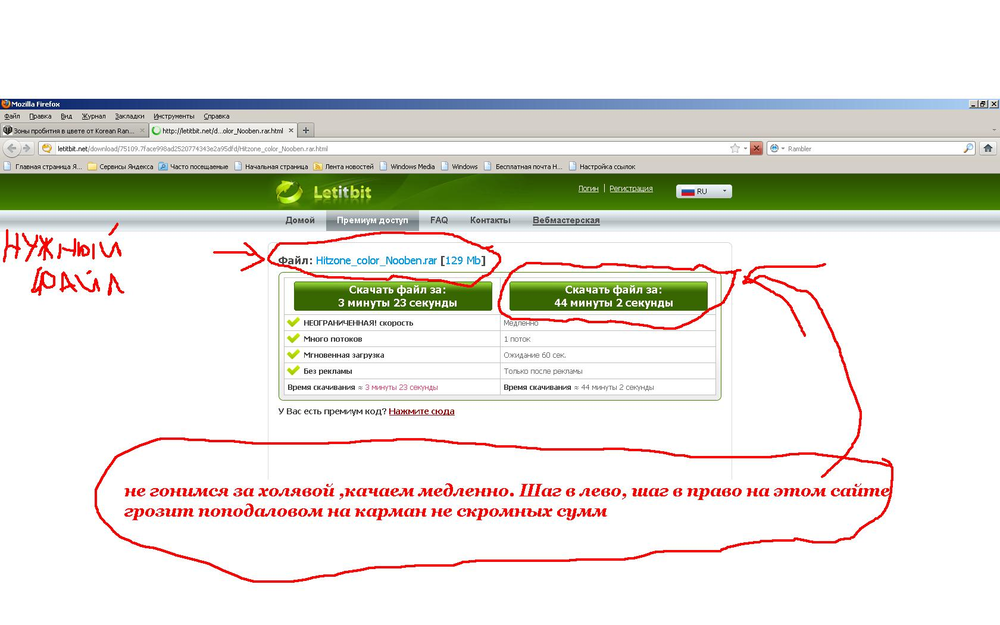 Mozilla Firefox
Файл Правка Вид Журнал Закладки Инструменты Справка
Зоны пробития в цвете от Korean Ran... http://letitbit.net/d...olor_Nooben.rar.html
letitbit.net/download/75109.7face998ad2520774343e2a95dfd/Hitzone_color_Nooben.rar.html Rambler
Главная страница Я... Сервисы Яндекса Часто посещаемые Начальная страница Лента новостей Windows Media Windows Бесплатная почта H... Настройка ссылок
Letitbit Логин Регистрация RU
Домой Премиум доступ FAQ Контакты Вебмастерская
НУЖНЫЙ
ФАЙЛ
Файл: Hitzone_color_Nooben.rar [129 Mb]
Скачать файл за: Скачать файл за:
3 минуты 23 секунды 44 минуты 2 секунды
НЕОГРАНИЧЕННАЯ! скорость Медленно
Много потоков 1 поток
Мгновенная загрузка Ожидание 60 сек.
Без рекламы Только после рекламы
Время скачивания ≈ 3 минуты 23 секунды Время скачивания ≈ 44 минуты 2 секунды
У Вас есть премиум код? Нажмите сюда
не гонимся за холявой ,качаем медленно. Шаг в лево, шаг в право на этом сайте
грозит поподаловом на карман не скромных сумм